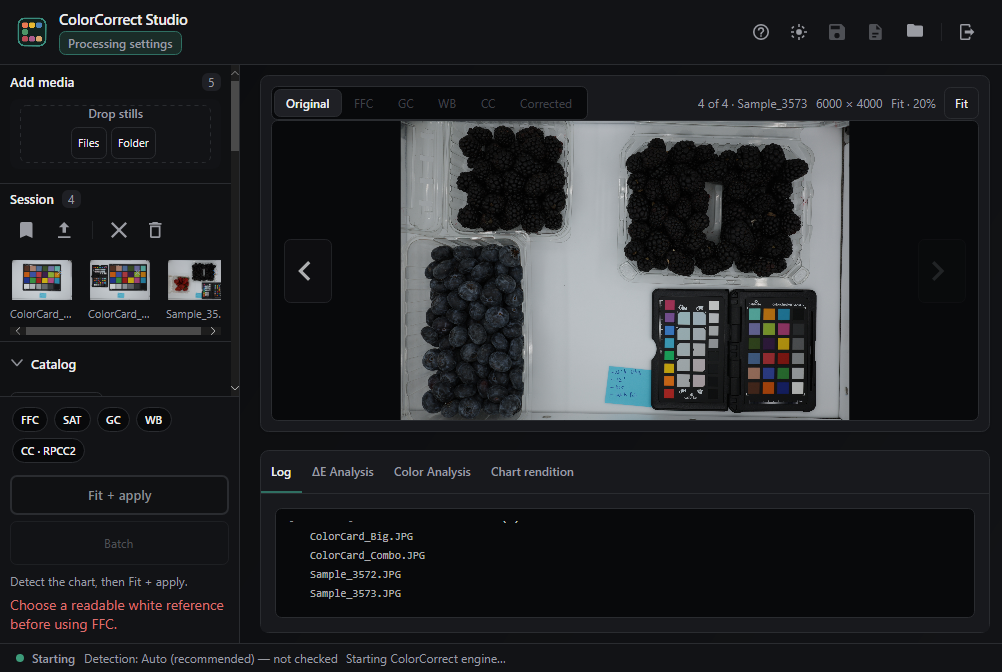 ColorCorrect Studio
Processing settings
Add media
5
Drop stills
Files
Folder
Session
4
ColorCard_...
ColorCard_...
Sample_35.
Catalog
FFC
SAT
GC
WB
CC · RPCC2
Fit + apply
Batch
Detect the chart, then Fit + apply.
Choose a readable white reference
before using FFC.
Original
FFC
GC
WB
CC
Corrected
4 of 4 · Sample_3573
6000 × 4000
Fit · 20%
Fit
Log
ΔE Analysis
Color Analysis
Chart rendition
ColorCard_Big.JPG
ColorCard_Combo.JPG
Sample_3572.JPG
Sample_3573.JPG
Starting
Detection: Auto (recommended) — not checked
Starting ColorCorrect engine...